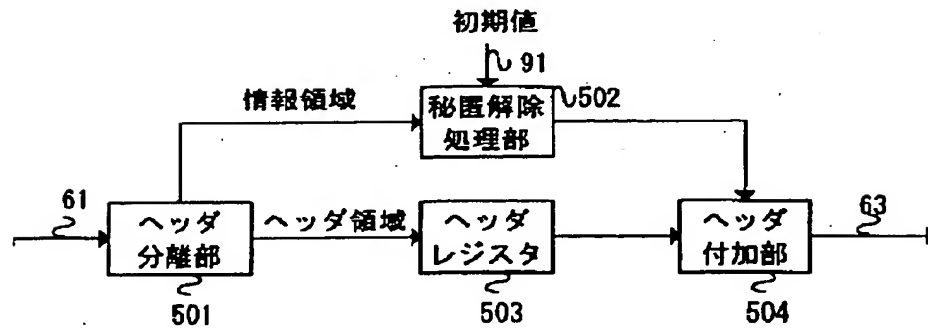 初期値
91
情報領域
秘匿解除
処理部
502
61
ヘッダ
分離部
501
ヘッダ領域
ヘッダ
レジスタ
503
ヘッダ
付加部
504
63